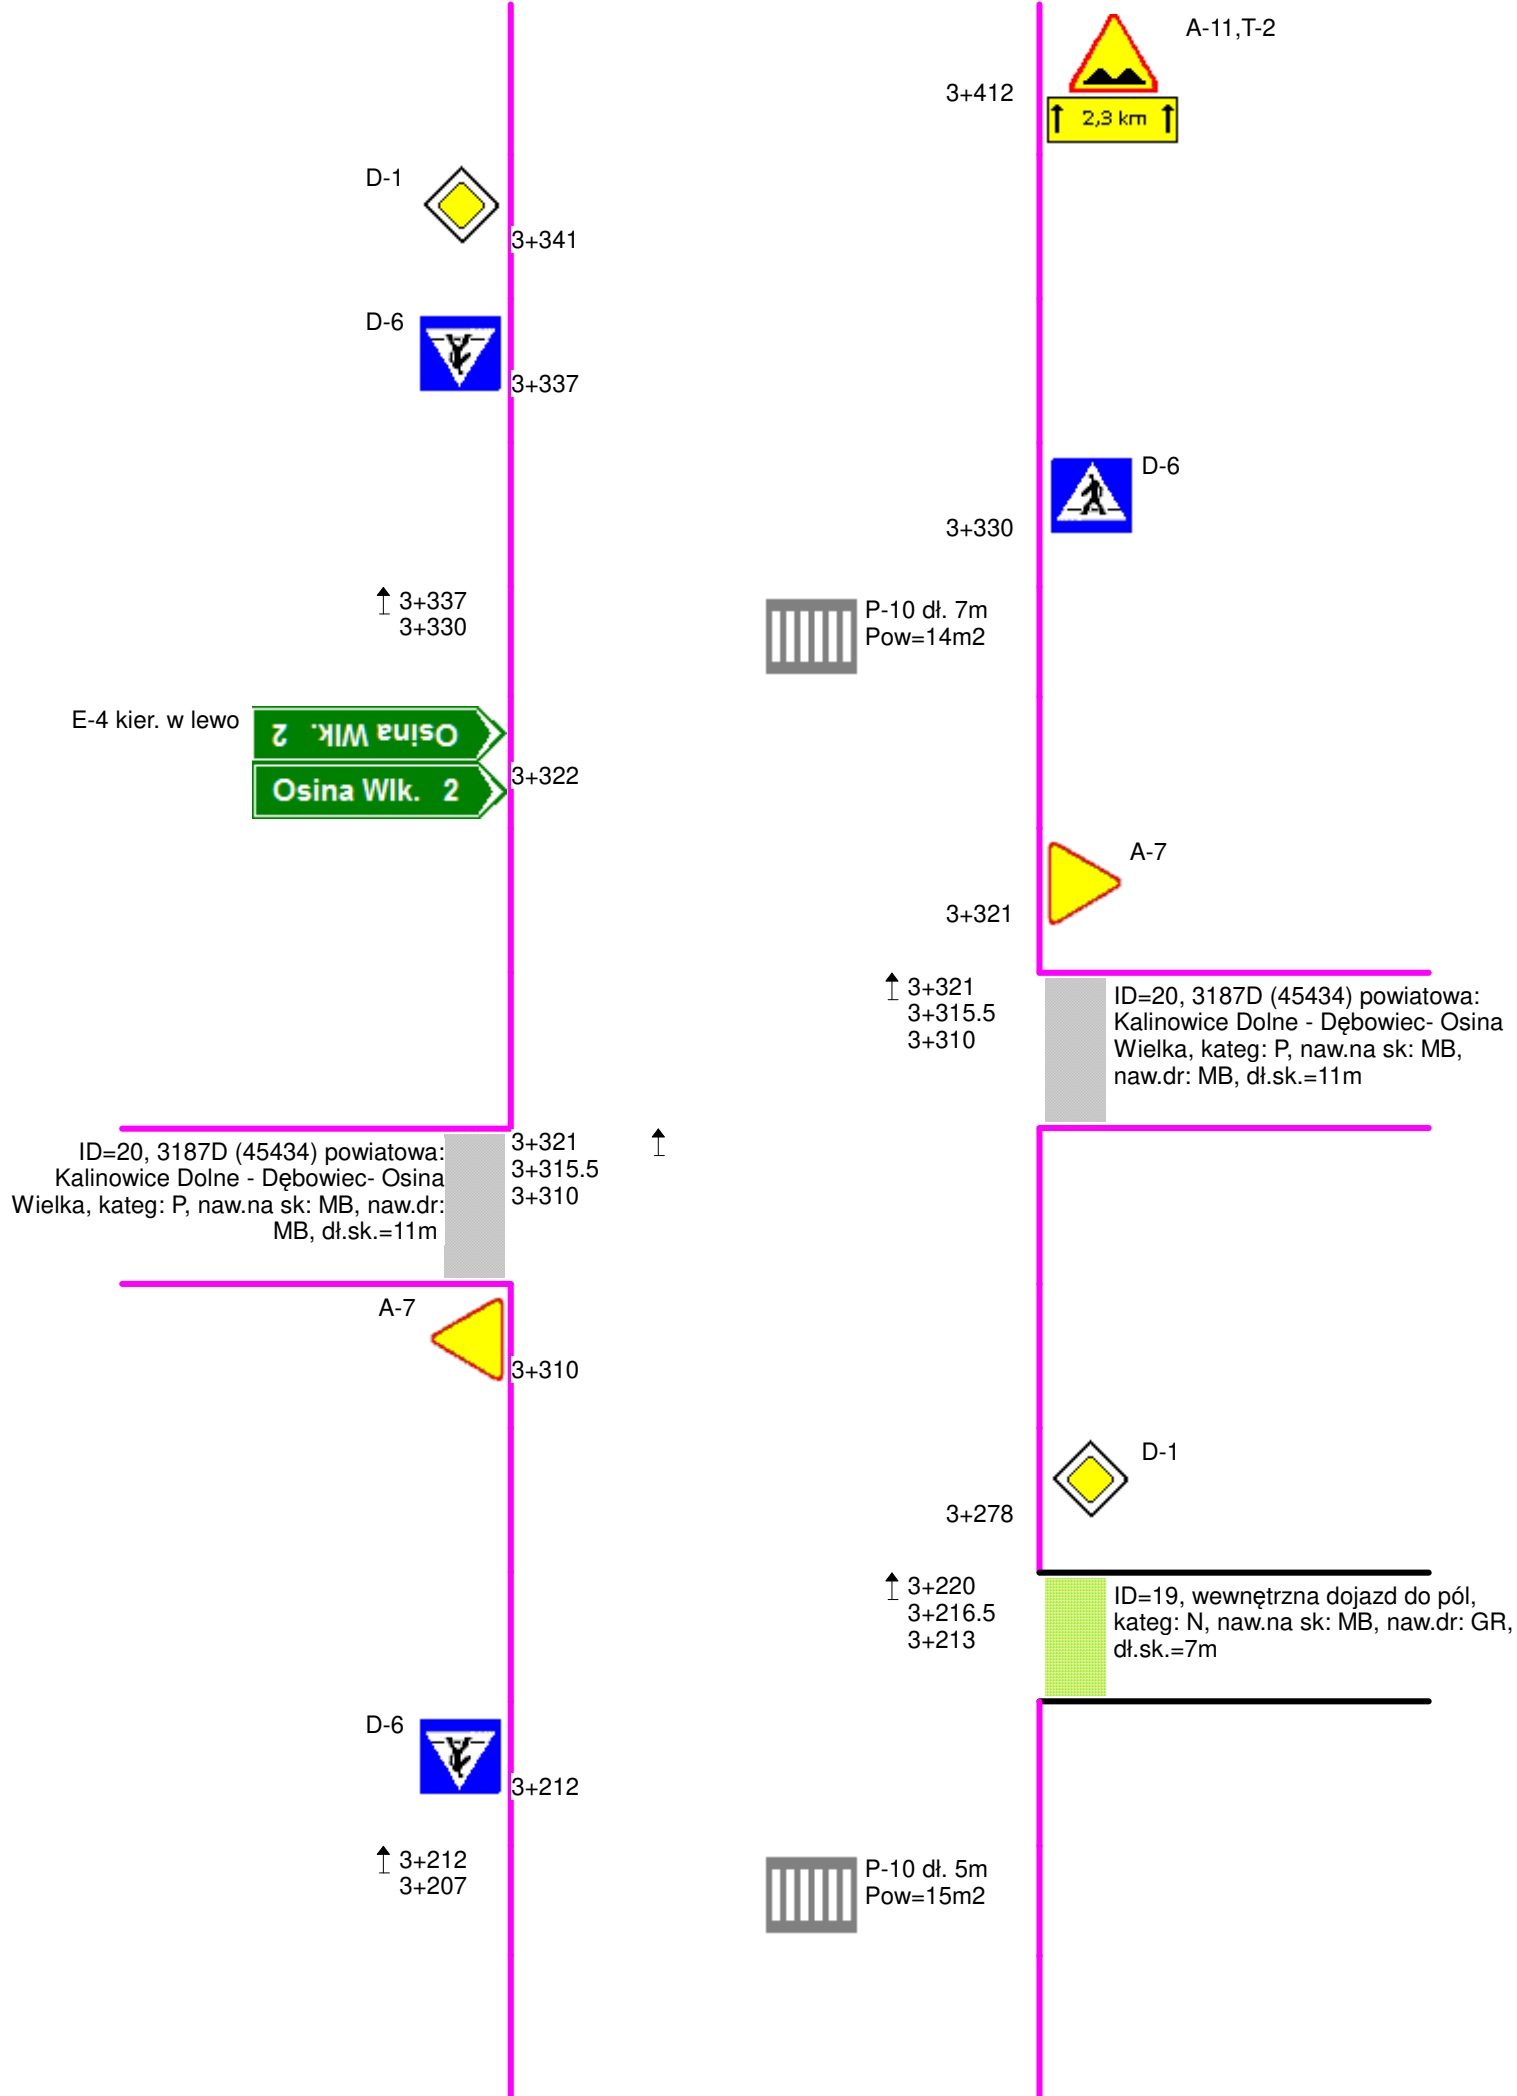 A-11,T-2
3+412
2,3 km
D-1
3+341
D-6
3+337
D-6
3+330
3+337
3+330
P-10 dł. 7m
Pow=14m2
E-4 kier. w lewo
Osina Wlk. 2
3+322
Osina Wlk. 2
A-7
3+321
3+321
3+315.5
3+310
ID=20, 3187D (45434) powiatowa:
Kalinowice Dolne - Dębowiec- Osina
Wielka, kateg: P, naw.na sk: MB,
naw.dr: MB, dł.sk.=11m
ID=20, 3187D (45434) powiatowa:
Kalinowice Dolne - Dębowiec- Osina
Wielka, kateg: P, naw.na sk: MB, naw.dr:
MB, dł.sk.=11m
3+321
3+315.5
3+310
A-7
3+310
D-1
3+278
3+220
3+216.5
3+213
ID=19, wewnętrzna dojazd do pól,
kateg: N, naw.na sk: MB, naw.dr: GR,
dł.sk.=7m
D-6
3+212
3+212
3+207
P-10 dł. 5m
Pow=15m2